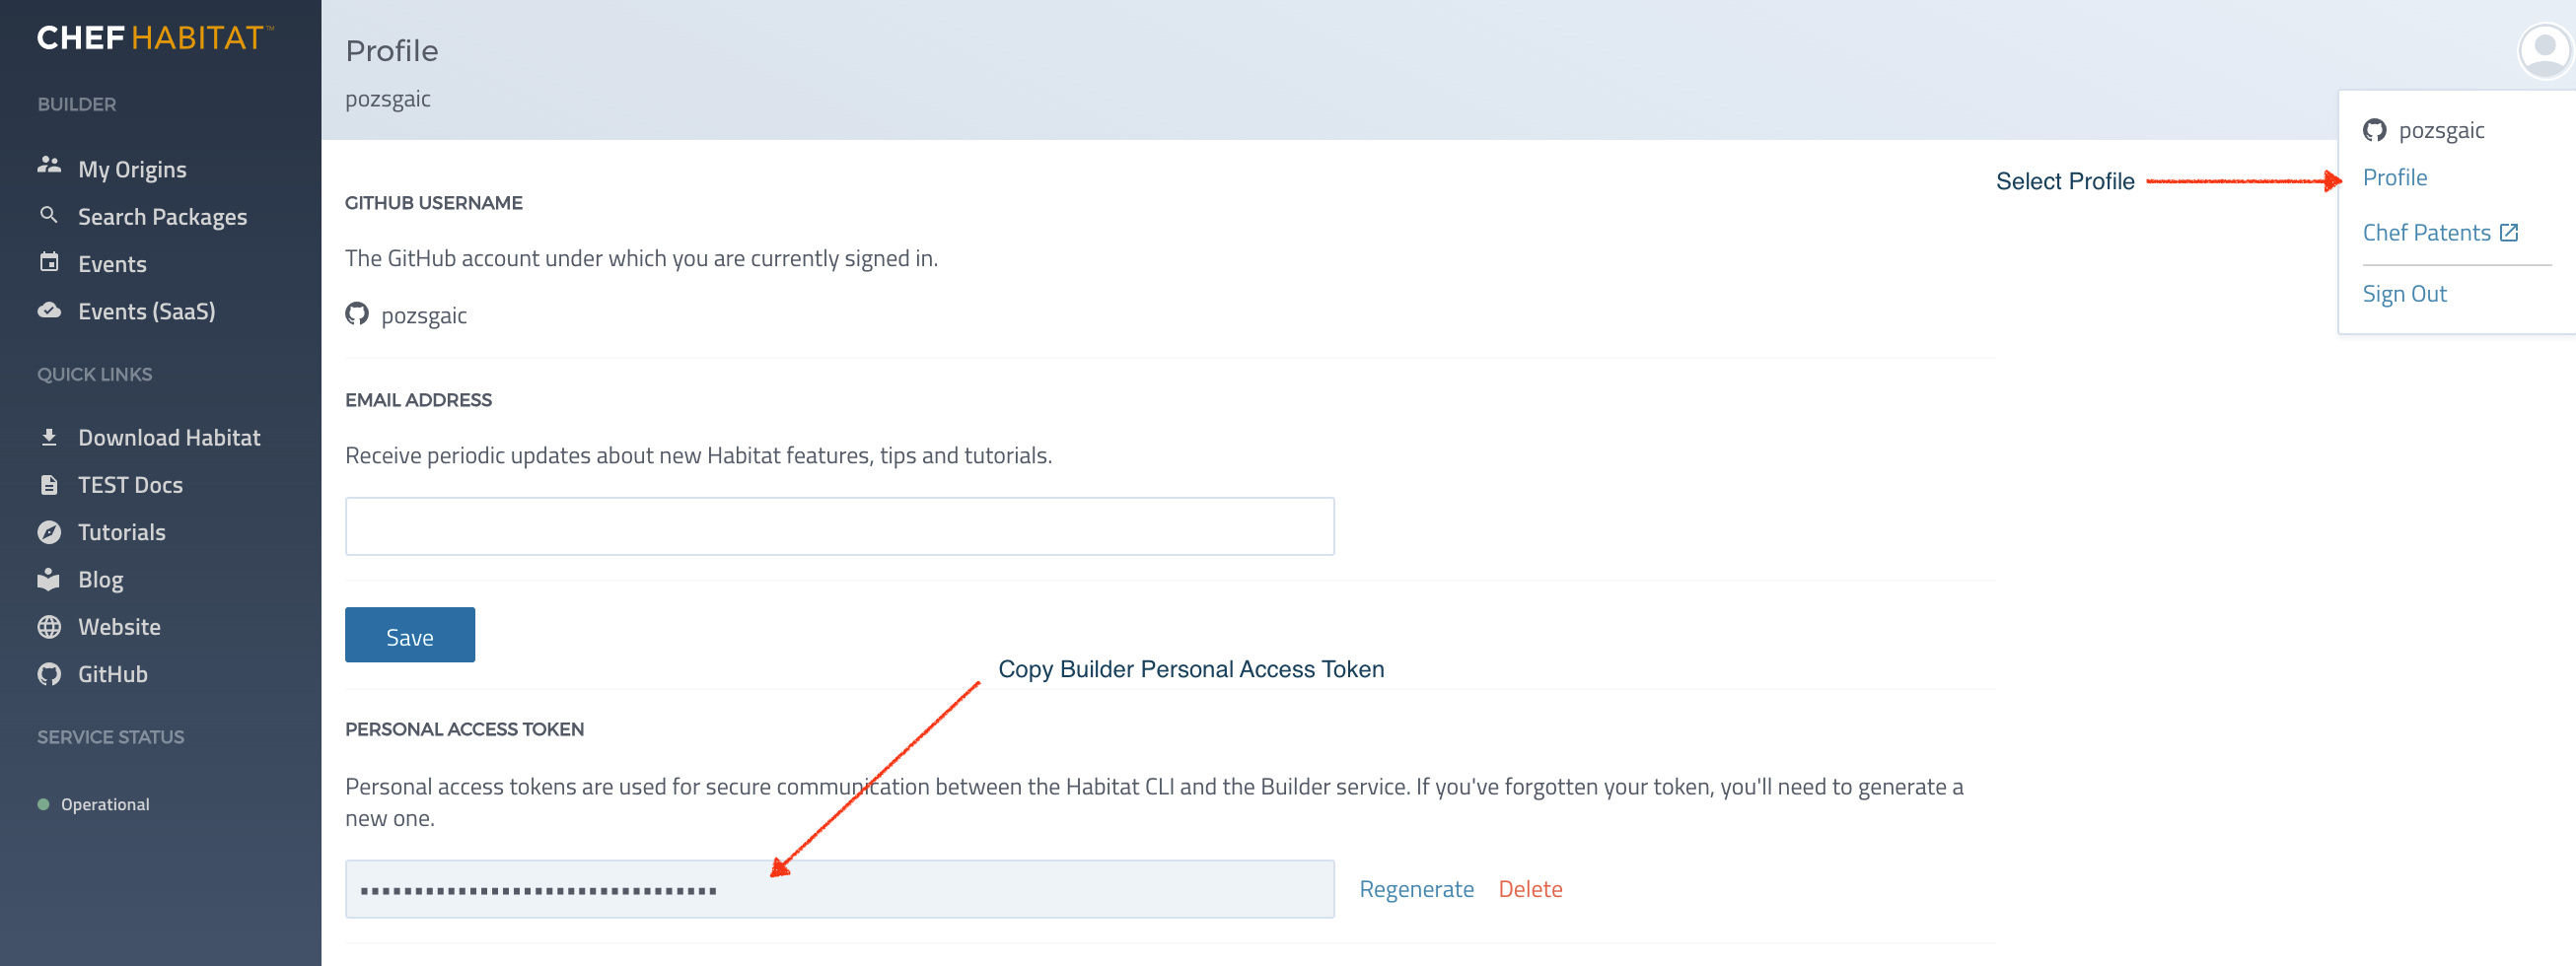 CHEF HABITAT™
BUILDER
My Origins
Search Packages
Events
Events (SaaS)
QUICK LINKS
Download Habitat
TEST Docs
Tutorials
Blog
Website
GitHub
SERVICE STATUS
Operational
Profile
pozsgaic
GITHUB USERNAME
The GitHub account under which you are currently signed in.
pozsgaic
EMAIL ADDRESS
Receive periodic updates about new Habitat features, tips and tutorials.
Save
Copy Builder Personal Access Token
PERSONAL ACCESS TOKEN
Personal access tokens are used for secure communication between the Habitat CLI and the Builder service. If you've forgotten your token, you'll need to generate a
new one.
Regenerate Delete
Select Profile
pozsgaic
Profile
Chef Patents
Sign Out